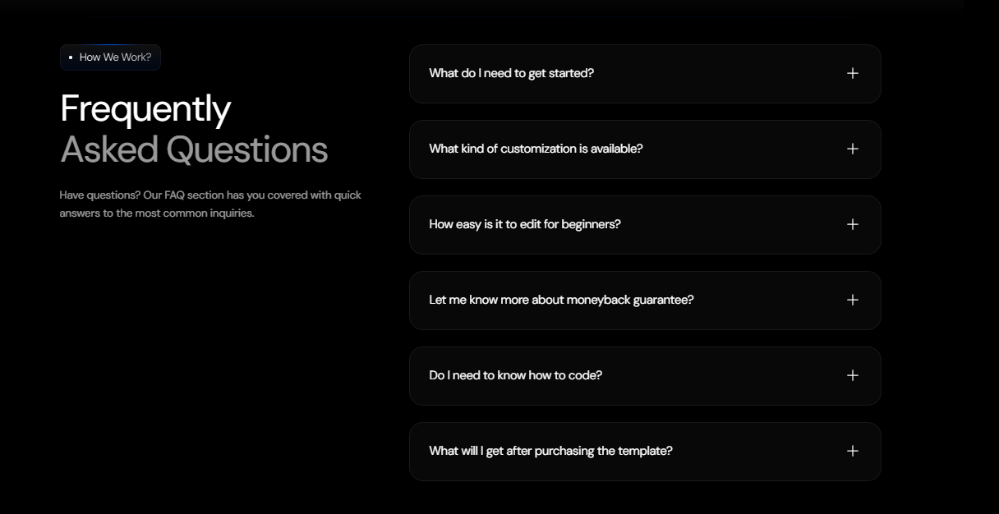 How We Work?
Frequently
Asked Questions
Have questions? Our FAQ section has you covered with quick
answers to the most common inquiries.
What do I need to get started?
What kind of customization is available?
How easy is it to edit for beginners?
Let me know more about moneyback guarantee?
Do I need to know how to code?
What will I get after purchasing the template?